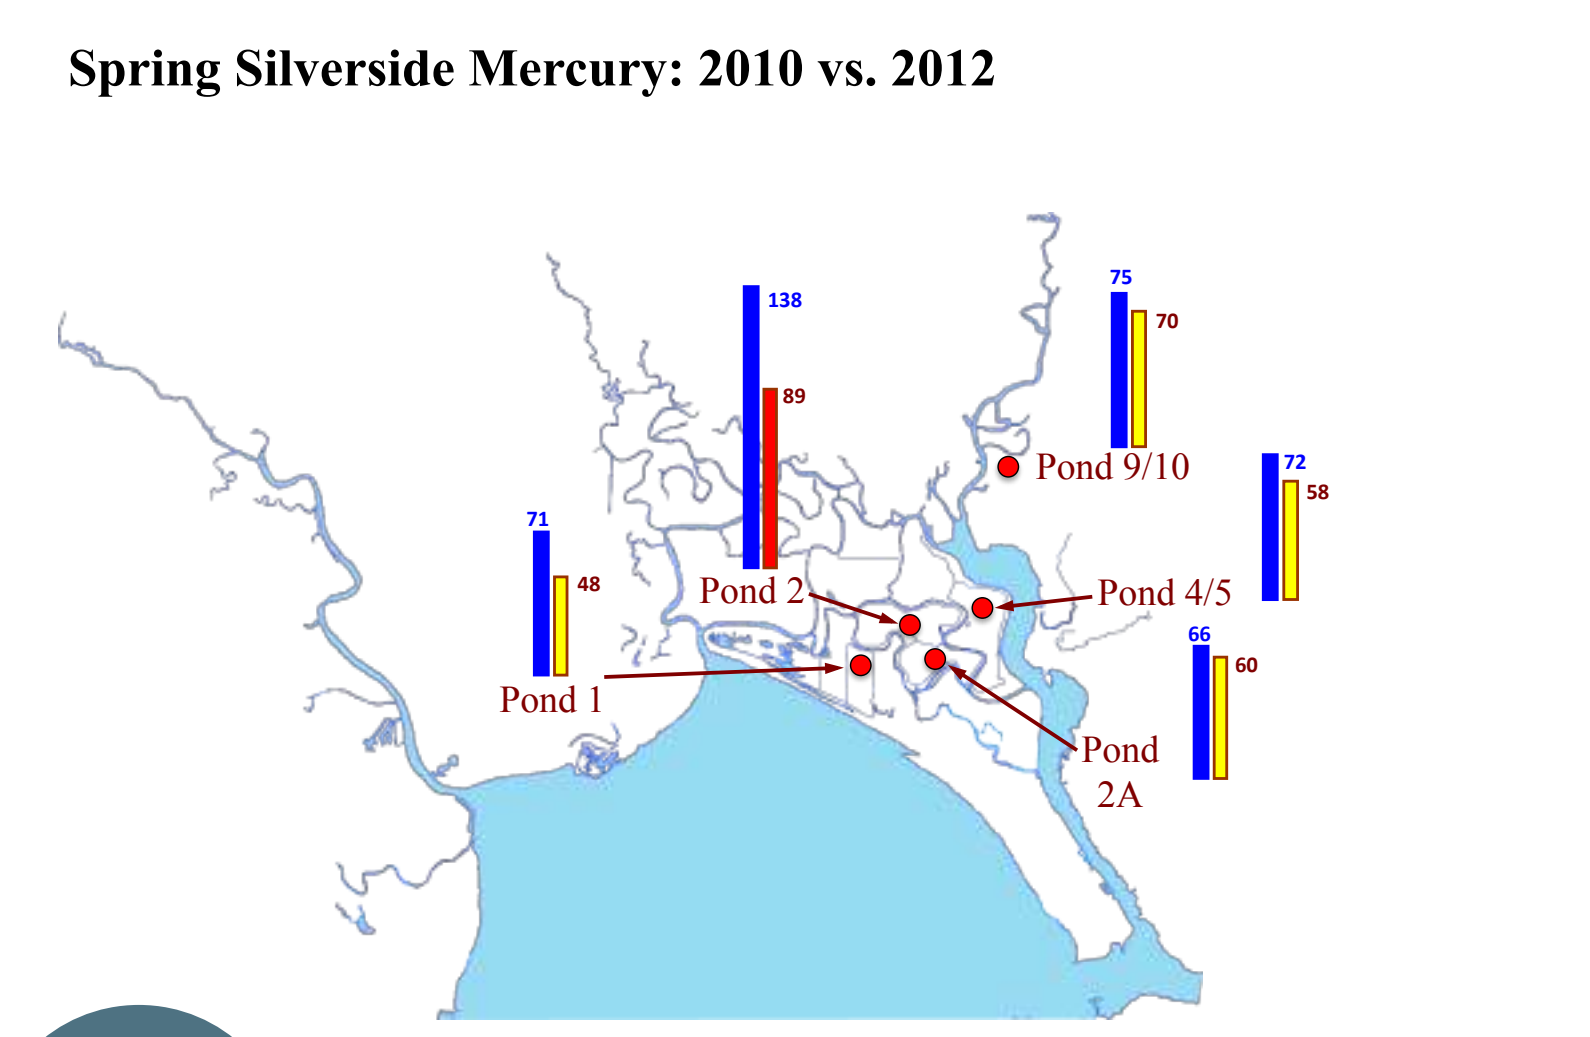 Spring Silverside Mercury: 2010 vs. 2012
75
70
138
89
Pond 9/10
72
58
71
48
Pond 2
Pond 4/5
66
60
Pond 1
Pond
2A